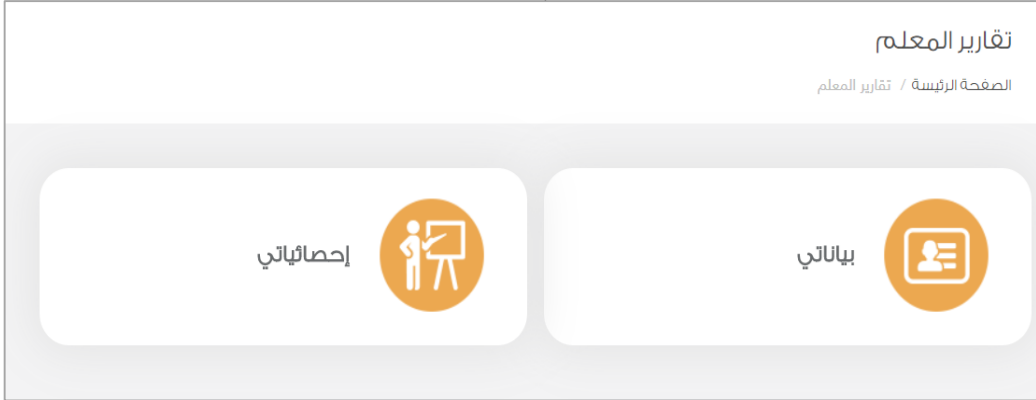 تقارير المعلم
الصفحة الرئيسة / تقارير المعلم
بياناتي
إحصائياتي